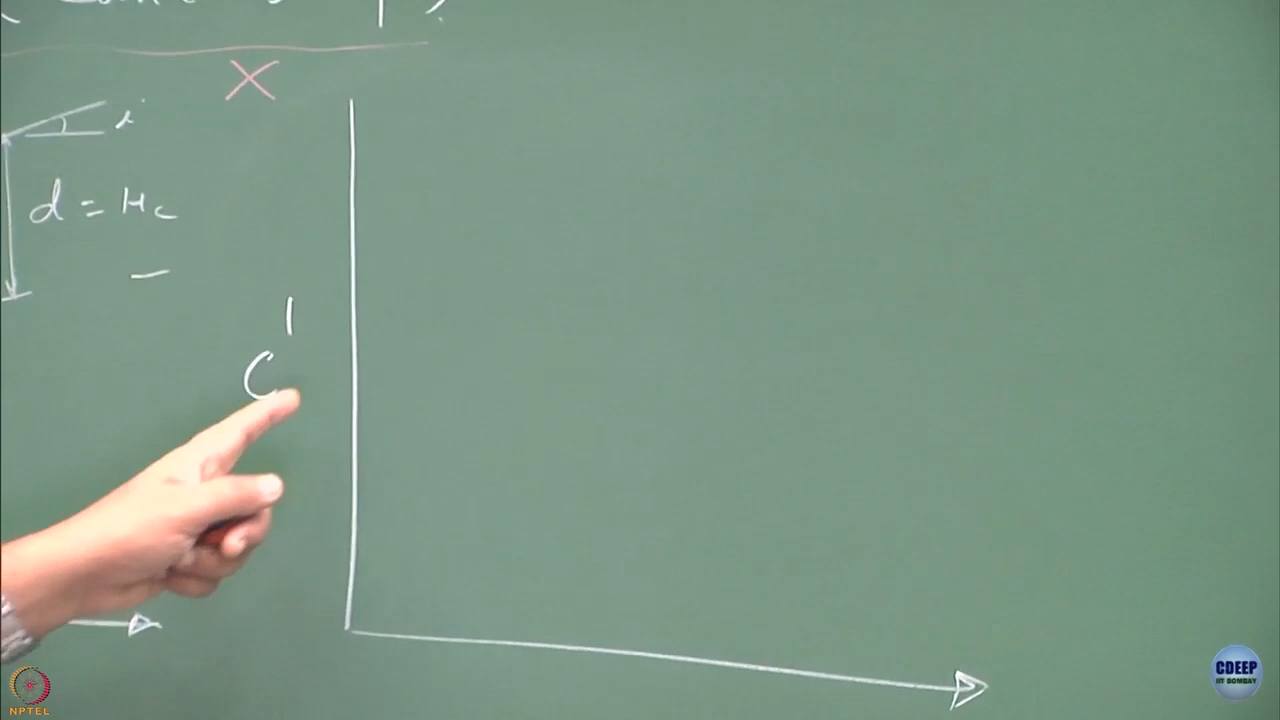 i
d = Hc
C'
NPTEL
CDEEP
IIT BOMBAY